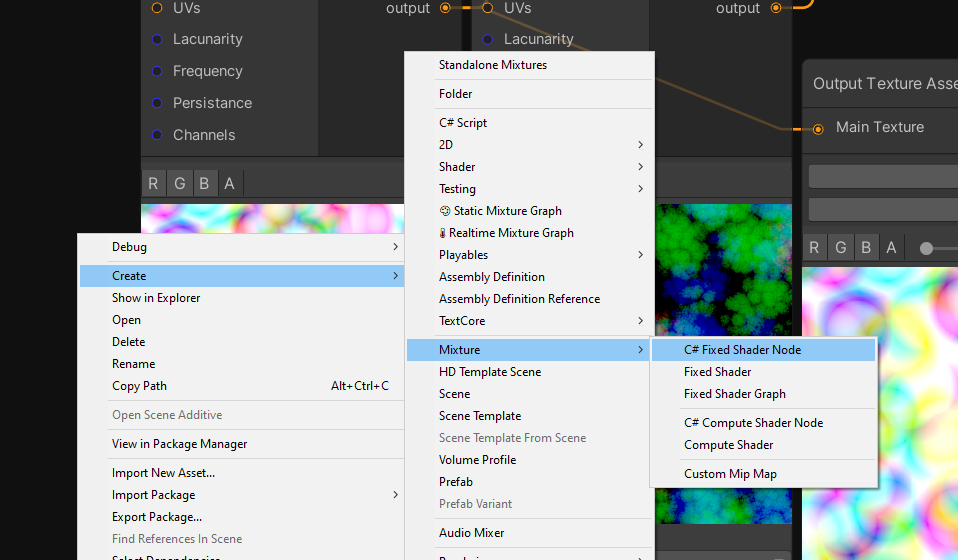 UVs
output
UVs
output
Lacunarity
Lacunarity
Frequency
Persistance
Channels
Output Texture Asse
Main Texture
R G B A
R G B A
Debug
Create
Show in Explorer
Open
Delete
Rename
Copy Path Alt+Ctrl+C
Open Scene Additive
View in Package Manager
Import New Asset...
Import Package
Export Package...
Find References In Scene
Select Dependencies
Standalone Mixtures
Folder
C# Script
2D
Shader
Testing
Static Mixture Graph
Realtime Mixture Graph
Playables
Assembly Definition
Assembly Definition Reference
TextCore
Mixture
HD Template Scene
Scene
Scene Template
Scene Template From Scene
Volume Profile
Prefab
Prefab Variant
Audio Mixer
C# Fixed Shader Node
Fixed Shader
Fixed Shader Graph
C# Compute Shader Node
Compute Shader
Custom Mip Map